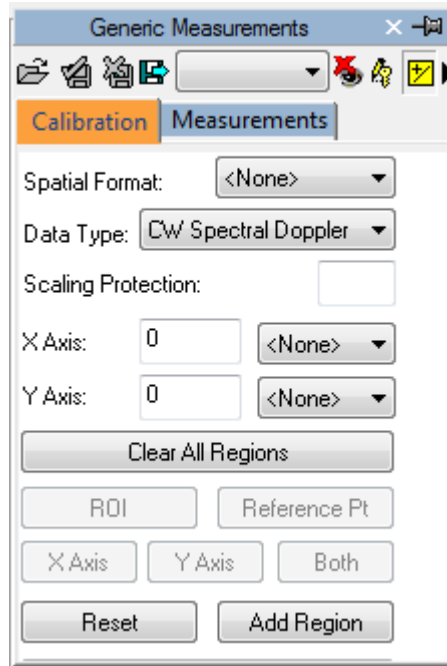 Generic Measurements
Calibration Measurements
Spatial Format: <None>
Data Type: CW Spectral Doppler
Scaling Protection:
X Axis: 0 <None>
Y Axis: 0 <None>
Clear All Regions
ROI Reference Pt
X Axis Y Axis Both
Reset Add Region